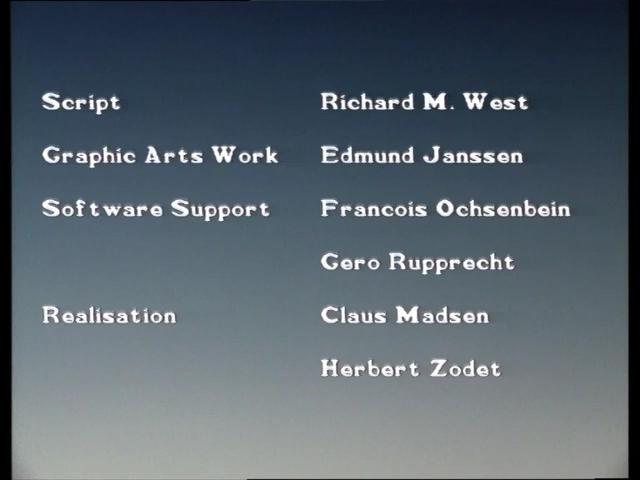 Script Richard M. West
Graphic Arts Work Edmund Janssen
Software Support Francois Ochsenbein
Gero Rupprecht
Realisation Claus Madsen
Herbert Zodet